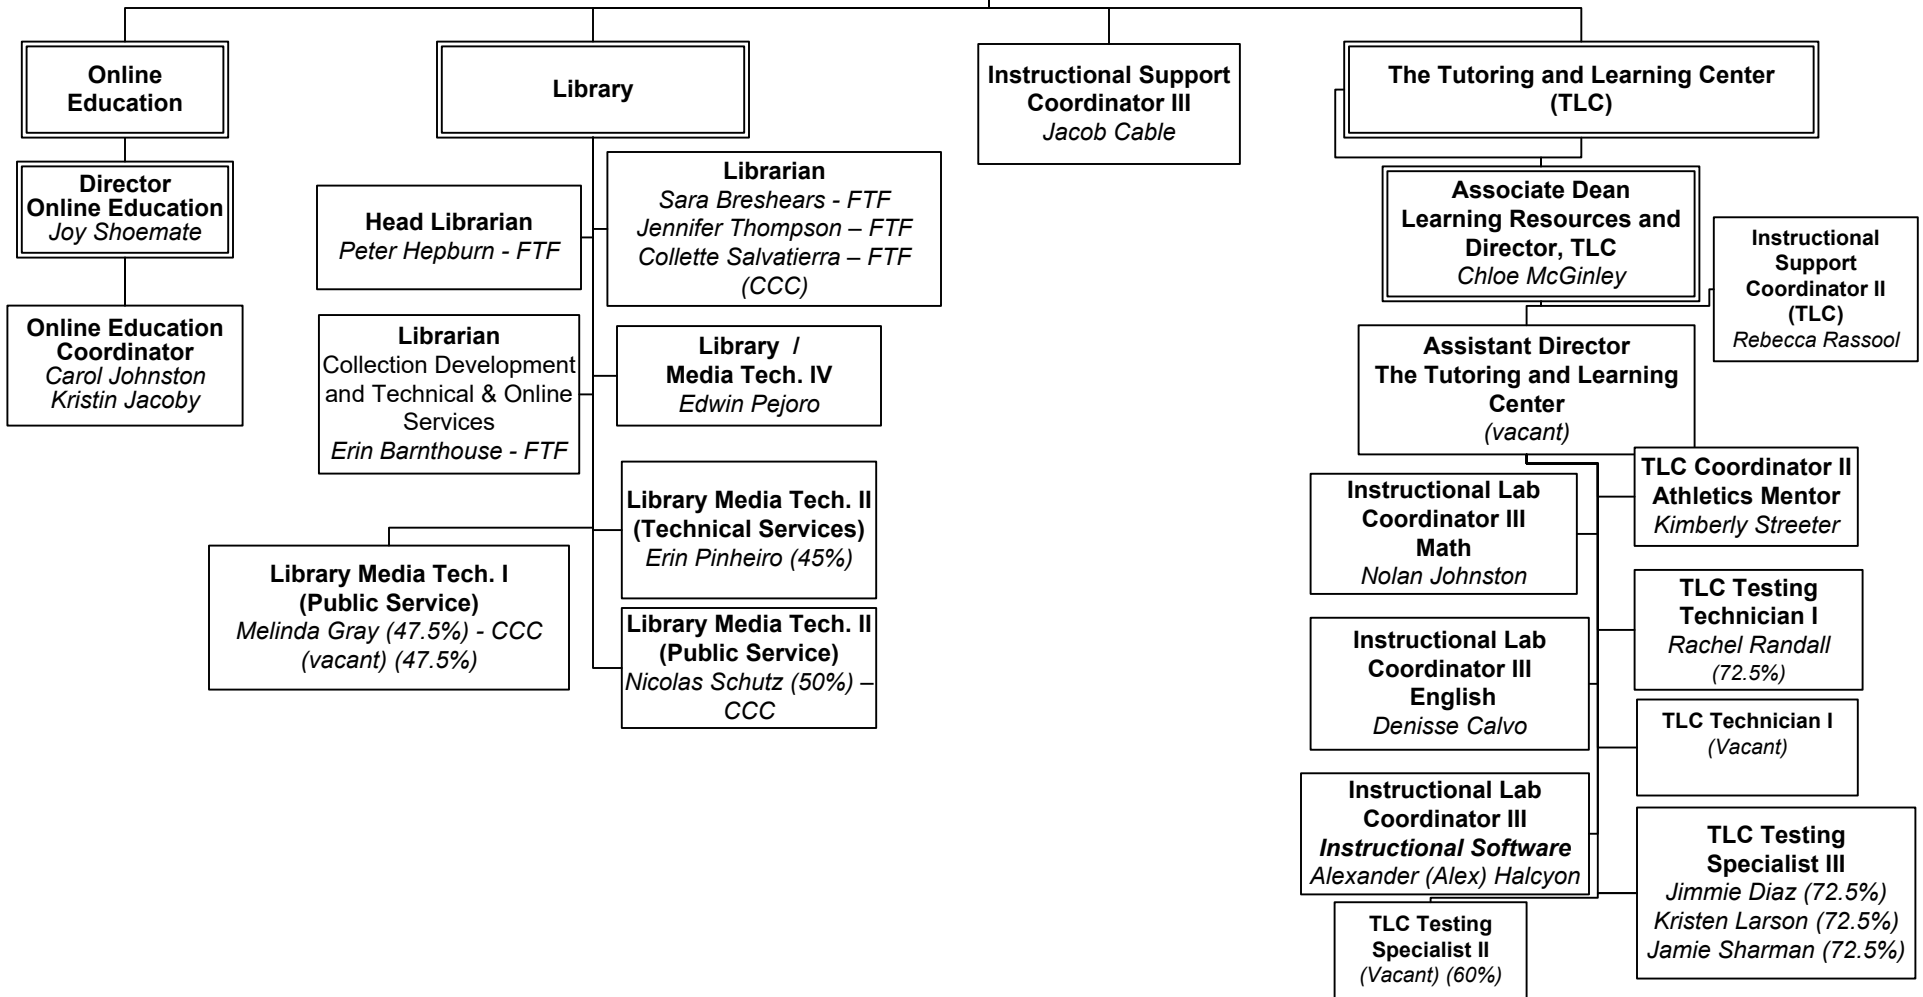 Online
Education
Director
Online Education
Joy Shoemate
Online Education
Coordinator
Carol Johnston
Kristin Jacoby
Library
Head Librarian
Peter Hepburn - FTF
Librarian
Sara Breshears - FTF
Jennifer Thompson – FTF
Collette Salvatierra – FTF
(CCC)
Librarian
Collection Development
and Technical & Online
Services
Erin Barnthouse - FTF
Library /
Media Tech. IV
Edwin Pejoro
Library Media Tech. II
(Technical Services)
Erin Pinheiro (45%)
Library Media Tech. I
(Public Service)
Melinda Gray (47.5%) - CCC
(vacant) (47.5%)
Library Media Tech. II
(Public Service)
Nicolas Schutz (50%) –
CCC
Instructional Support
Coordinator III
Jacob Cable
The Tutoring and Learning Center
(TLC)
Associate Dean
Learning Resources and
Director, TLC
Chloe McGinley
Instructional
Support
Coordinator II
(TLC)
Rebecca Rassool
Assistant Director
The Tutoring and Learning
Center
(vacant)
Instructional Lab
Coordinator III
Math
Nolan Johnston
TLC Coordinator II
Athletics Mentor
Kimberly Streeter
TLC Testing
Technician I
Rachel Randall
(72.5%)
Instructional Lab
Coordinator III
English
Denisse Calvo
TLC Technician I
(Vacant)
Instructional Lab
Coordinator III
Instructional Software
Alexander (Alex) Halcyon
TLC Testing
Specialist III
Jimmie Diaz (72.5%)
Kristen Larson (72.5%)
Jamie Sharman (72.5%)
TLC Testing
Specialist II
(Vacant) (60%)